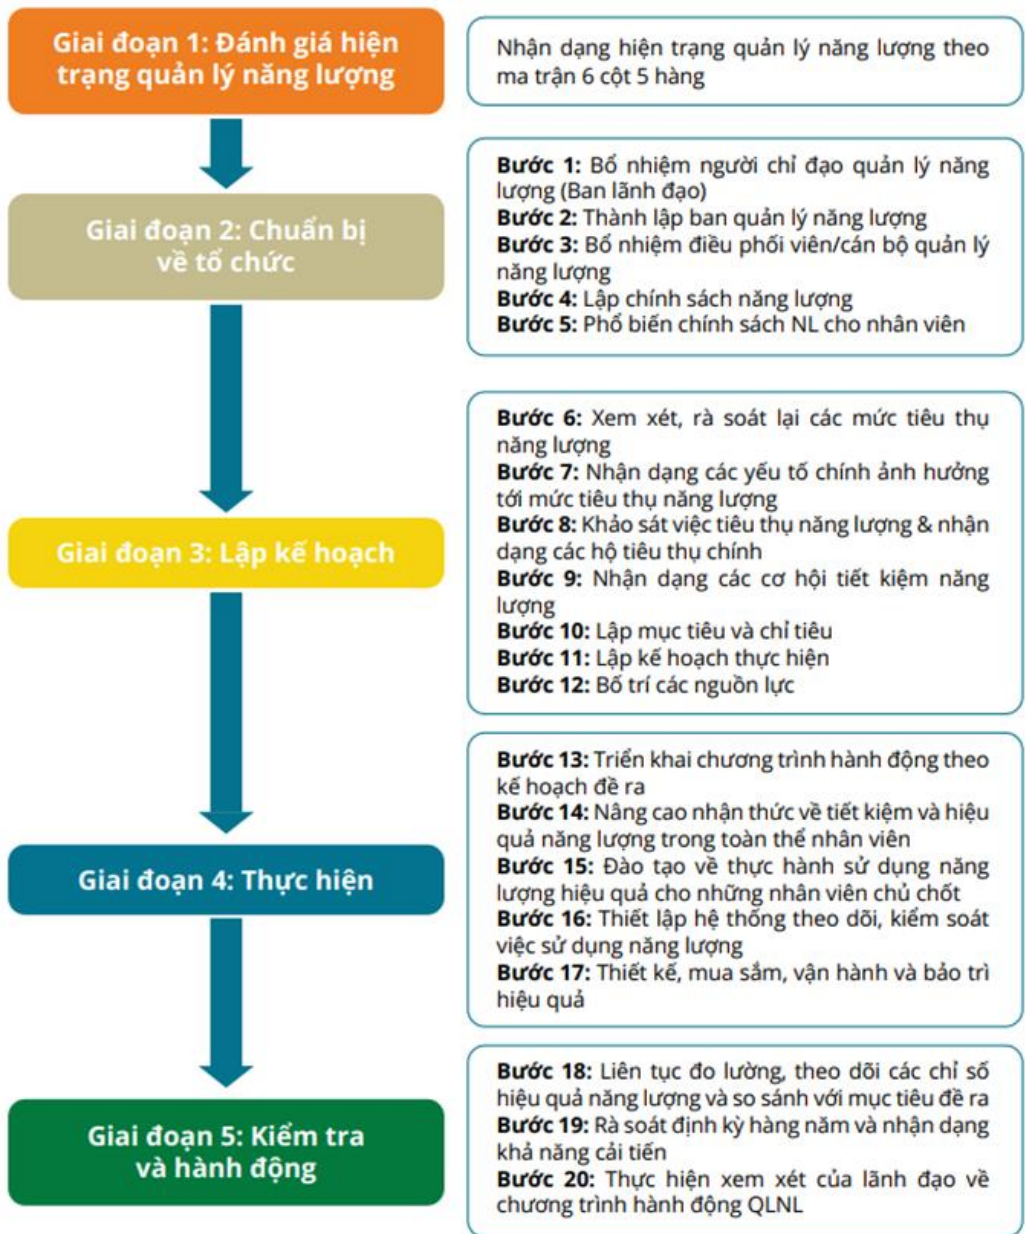 Giai đoạn 1: Đánh giá hiện
trạng quản lý năng lượng
Nhận dạng hiện trạng quản lý năng lượng theo
ma trận 6 cột 5 hàng
Giai đoạn 2: Chuẩn bị
về tổ chức
Bước 1: Bổ nhiệm người chỉ đạo quản lý năng
lượng (Ban lãnh đạo)
Bước 2: Thành lập ban quản lý năng lượng
Bước 3: Bổ nhiệm điều phối viên/cán bộ quản lý
năng lượng
Bước 4: Lập chính sách năng lượng
Bước 5: Phổ biến chính sách NL cho nhân viên
Giai đoạn 3: Lập kế hoạch
Bước 6: Xem xét, rà soát lại các mức tiêu thụ
năng lượng
Bước 7: Nhận dạng các yếu tố chính ảnh hưởng
tới mức tiêu thụ năng lượng
Bước 8: Khảo sát việc tiêu thụ năng lượng & nhận
dạng các hộ tiêu thụ chính
Bước 9: Nhận dạng các cơ hội tiết kiệm năng
lượng
Bước 10: Lập mục tiêu và chỉ tiêu
Bước 11: Lập kế hoạch thực hiện
Bước 12: Bố trí các nguồn lực
Giai đoạn 4: Thực hiện
Bước 13: Triển khai chương trình hành động theo
kế hoạch đề ra
Bước 14: Nâng cao nhận thức về tiết kiệm và hiệu
quả năng lượng trong toàn thể nhân viên
Bước 15: Đào tạo về thực hành sử dụng năng
lượng hiệu quả cho những nhân viên chủ chốt
Bước 16: Thiết lập hệ thống theo dõi, kiểm soát
việc sử dụng năng lượng
Bước 17: Thiết kế, mua sắm, vận hành và bảo trì
hiệu quả
Giai đoạn 5: Kiểm tra
và hành động
Bước 18: Liên tục đo lường, theo dõi các chỉ số
hiệu quả năng lượng và so sánh với mục tiêu đề ra
Bước 19: Rà soát định kỳ hàng năm và nhận dạng
khả năng cải tiến
Bước 20: Thực hiện xem xét của lãnh đạo về
chương trình hành động QLNL